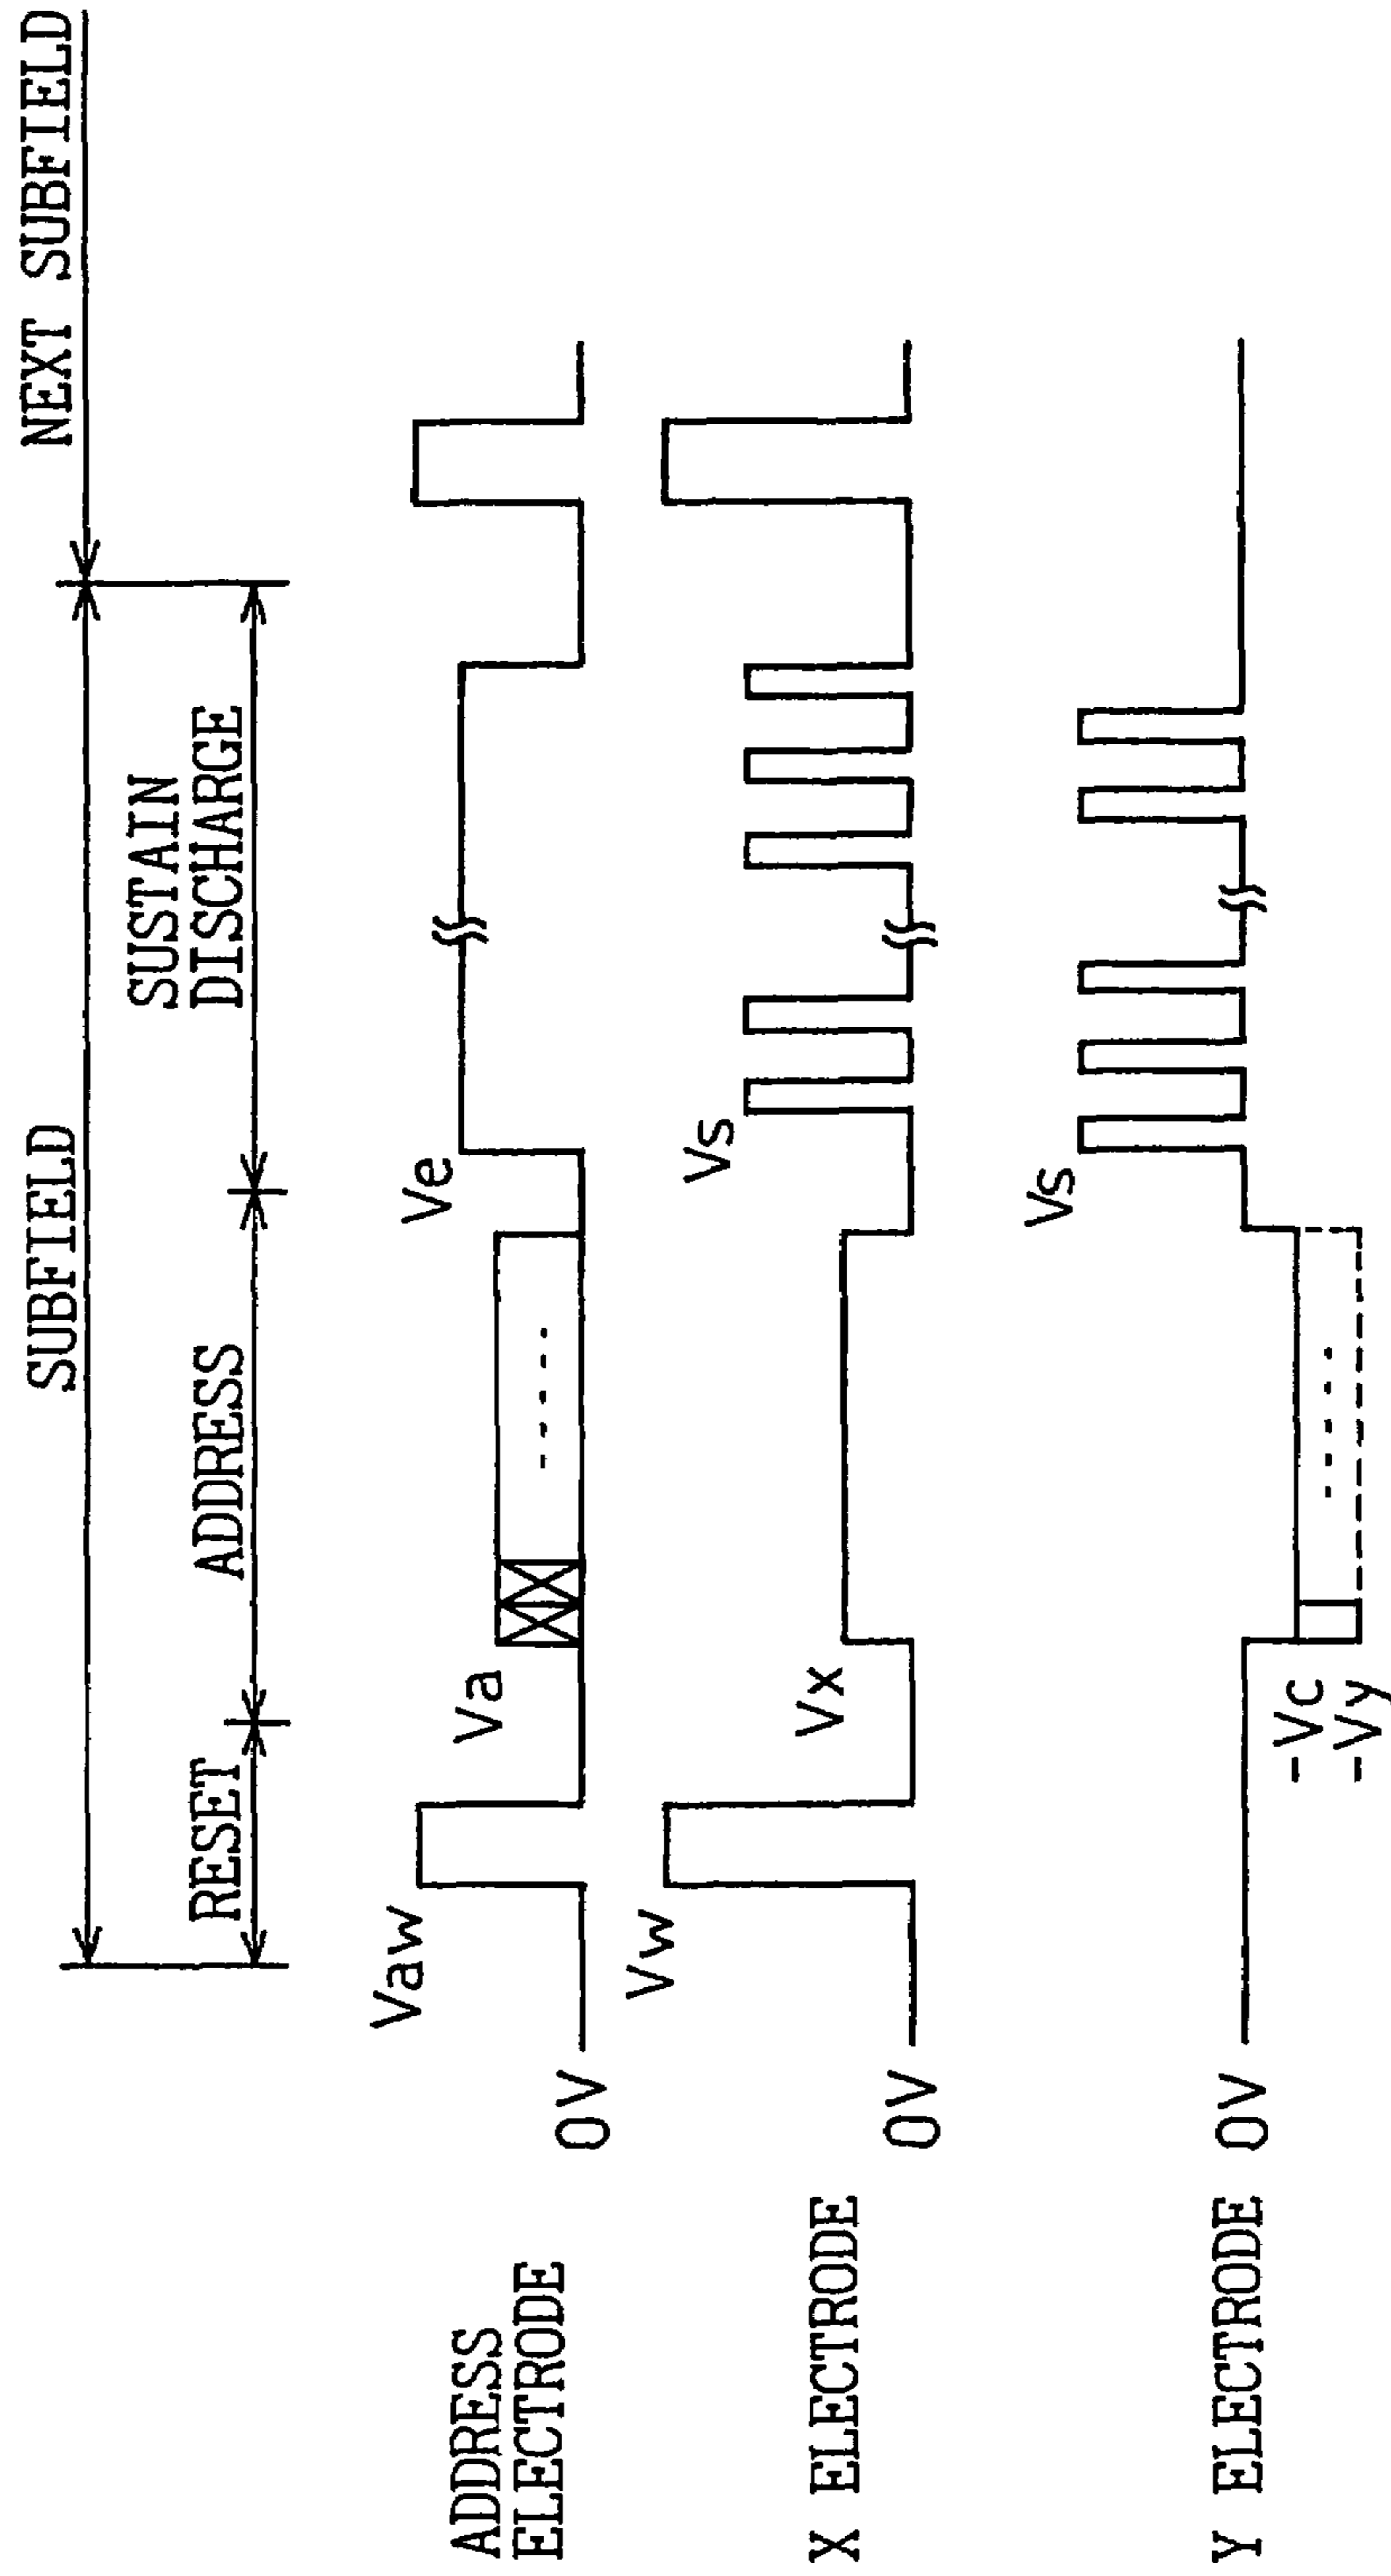 SUBFIELD
NEXT SUBFIELD
RESET
ADDRESS
SUSTAIN
DISCHARGE
ADDRESS
ELECTRODE
0V
Vaw
Va
Ve
X ELECTRODE
0V
Vw
Vx
Vs
Y ELECTRODE
0V
-Vc
-Vy
Vs